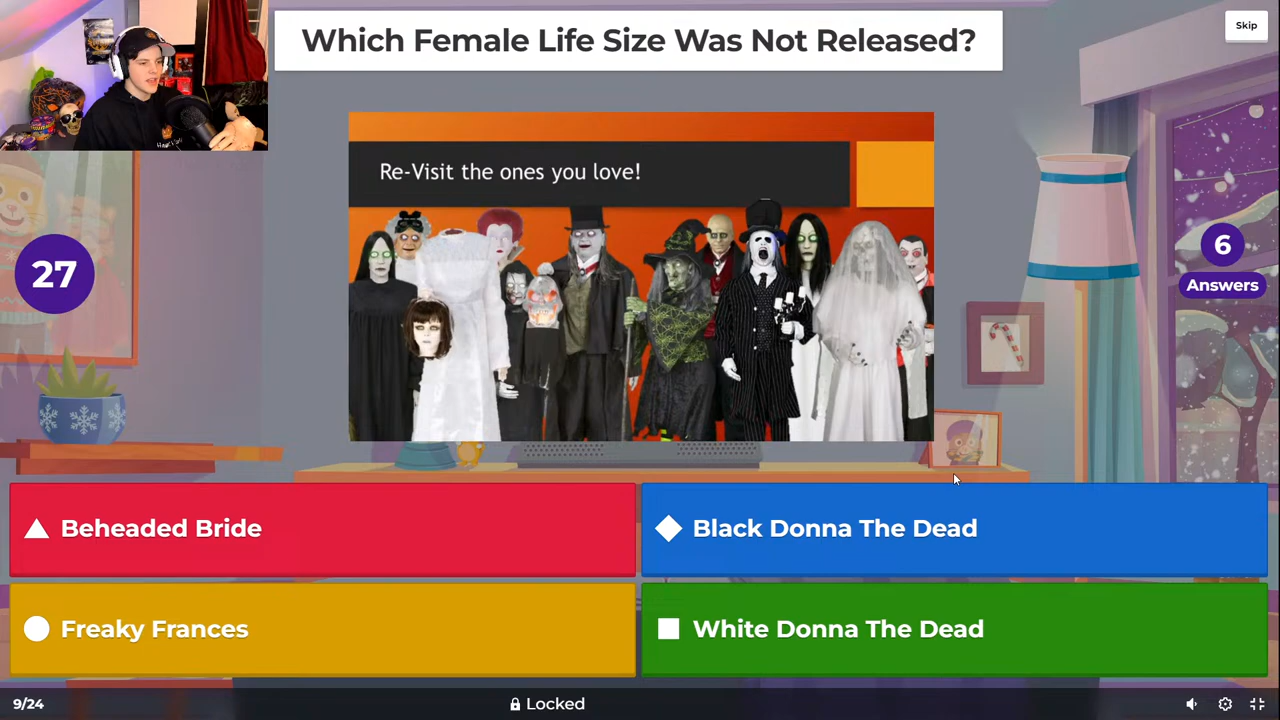 Which Female Life Size Was Not Released?
Skip
Re-Visit the ones you love!
27
6
Answers
Beheaded Bride
Black Donna The Dead
Freaky Frances
White Donna The Dead
9/24
Locked